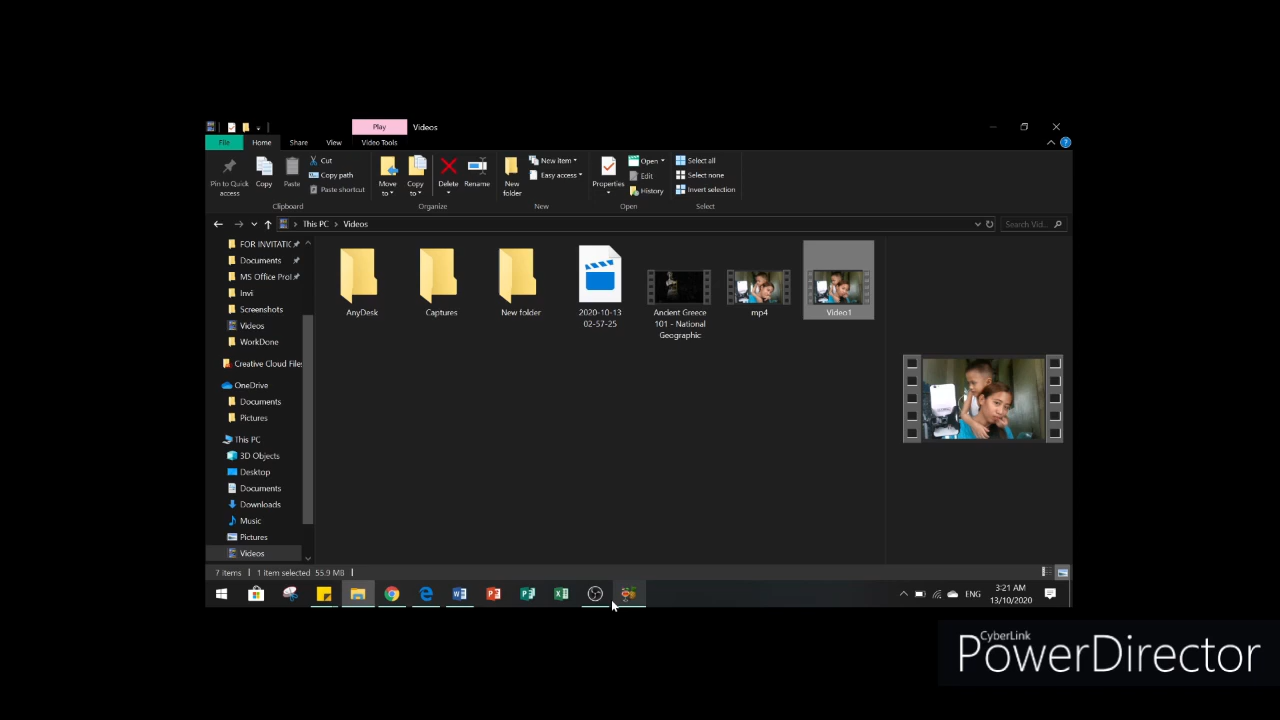 Play Videos
File Home Share View Video Tools
Pin to Quick access
Copy
Paste
Cut
Copy path
Paste shortcut
Clipboard
Move to
Copy to
Delete
Rename
Organize
New folder
New item
Easy access
New
Properties
Open
Edit
History
Open
Select all
Select none
Invert selection
Select
This PC > Videos
Search Vid...
FOR INVITATIC
Documents
MS Office Prol
Invi
Screenshots
Videos
WorkDone
Creative Cloud Files
OneDrive
Documents
Pictures
This PC
3D Objects
Desktop
Documents
Downloads
Music
Pictures
Videos
AnyDesk
Captures
New folder
2020-10-13
02-57-25
Ancient Greece
101 - National
Geographic
mp4
Video1
7 items 1 item selected 55.9 MB
ENG
3:21 AM
13/10/2020
CyberLink
PowerDirector